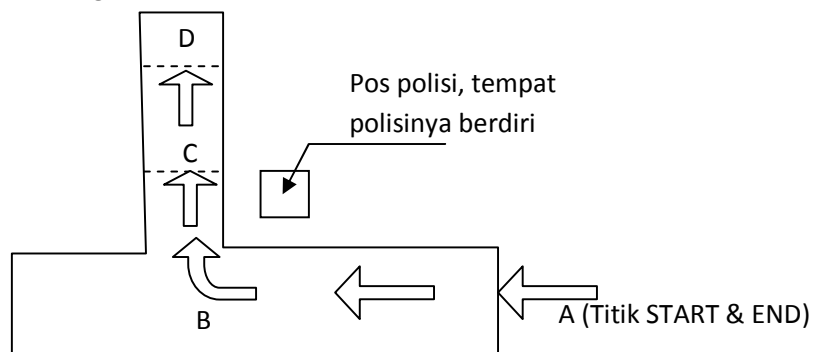 D
Pos polisi, tempat
polisinya berdiri
C
B
A (Titik START & END)